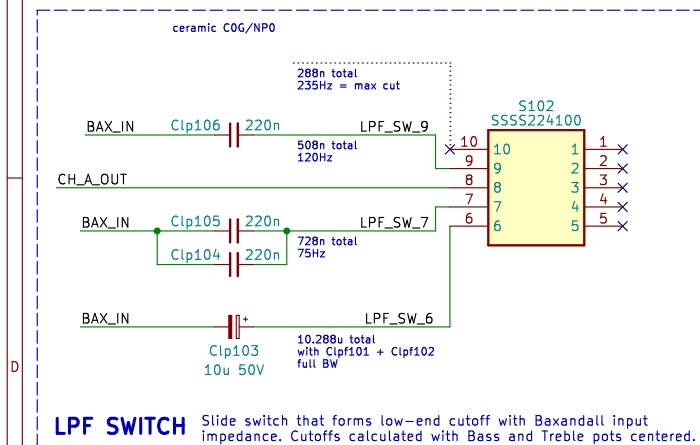 ceramic C0G/NP0
288n total
235Hz = max cut
S102
SSSS224100
BAX_IN
Clp106
220n
LPF_SW_9
10
10
1
1
508n total
120Hz
9
9
2
2
CH_A_OUT
8
8
3
3
7
7
4
4
BAX_IN
Clp105
220n
LPF_SW_7
6
6
5
5
728n total
75Hz
Clp104
220n
BAX_IN
+
LPF_SW_6
Clp103
10u 50V
10.288u total
with Clpf101 + Clpf102
full BW
D
LPF SWITCH
Slide switch that forms low-end cutoff with Baxandall input
impedance. Cutoffs calculated with Bass and Treble pots centered.